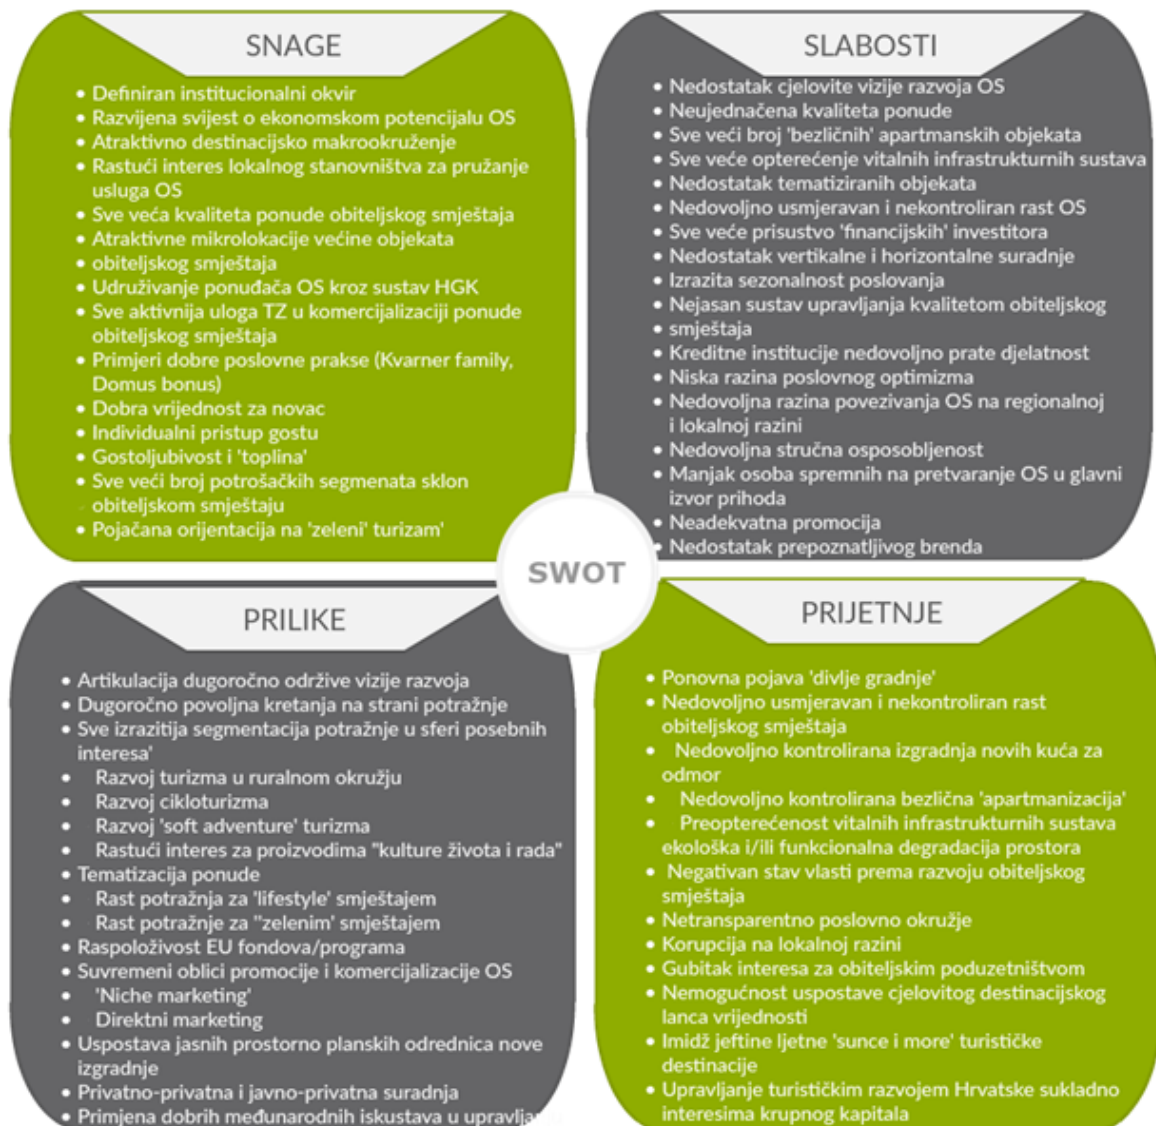 SNAGE
• Definiran institucionalni okvir
• Razvijena svijest o ekonomskom potencijalu OS
• Atraktivno destinacijsko makrookruženje
• Rastući interes lokalnog stanovništva za pružanje
usluga OS
• Sve veća kvaliteta ponude obiteljskog smještaja
• Atraktivne mikrolokacije većine objekata
• obiteljskog smještaja
• Udruživanje ponuđača OS kroz sustav HGK
• Sve aktivnija uloga TZ u komercijalizaciji ponude
obiteljskog smještaja
• Primjeri dobre poslovne prakse (Kvarner family,
Domus bonus)
• Dobra vrijednost za novac
• Individualni pristup gostu
• Gostoljubivost i 'toplina'
• Sve veći broj potrošačkih segmenata sklon
obiteljskom smještaju
• Pojačana orijentacija na 'zeleni' turizam'
SLABOSTI
• Nedostatak cjelovite vizije razvoja OS
• Neujednačena kvaliteta ponude
• Sve veći broj 'bezličnih' apartmanskih objekata
• Sve veće opterećenje vitalnih infrastrukturnih sustava
• Nedostatak tematiziranih objekata
• Nedovoljno usmjeravan i nekontroliran rast OS
• Sve veće prisustvo 'financijskih' investitora
• Nedostatak vertikalne i horizontalne suradnje
• Izrazita sezonalnost poslovanja
• Nejasan sustav upravljanja kvalitetom obiteljskog
• smještaja
• Kreditne institucije nedovoljno prate djelatnost
• Niska razina poslovnog optimizma
• Nedovoljna razina povezivanja OS na regionalnoj
i lokalnoj razini
• Nedovoljna stručna osposobljenost
• Manjak osoba spremnih na pretvaranje OS u glavni
izvor prihoda
• Neadekvatna promocija
• Nedostatak prepoznatljivog brenda
SWOT
PRILIKE
• Artikulacija dugoročno održive vizije razvoja
• Dugoročno povoljna kretanja na strani potražnje
• Sve izrazitija segmentacija potražnje u sferi posebnih
interesa'
• Razvoj turizma u ruralnom okružju
• Razvoj cikloturizma
• Razvoj 'soft adventure' turizma
• Rastući interes za proizvodima "kulture života i rada"
• Tematizacija ponude
• Rast potražnja za 'lifestyle' smještajem
• Rast potražnje za "zelenim' smještajem
• Raspoloživost EU fondova/programa
• Suvremeni oblici promocije i komercijalizacije OS
• 'Niche marketing'
• Direktni marketing
• Uspostava jasnih prostorno planskih odrednica nove
izgradnje
• Privatno-privatna i javno-privatna suradnja
• Primjena dobrih međunarodnih iskustava u
PRIJETNJE
• Ponovna pojava 'divlje gradnje'
• Nedovoljno usmjeravan i nekontroliran rast
obiteljskog smještaja
• Nedovoljno kontrolirana izgradnja novih kuća za
odmor
• Nedovoljno kontrolirana bezlična 'apartmanizacija'
• Preopterećenost vitalnih infrastrukturnih sustava
ekološka i/ili funkcionalna degradacija prostora
• Negativan stav vlasti prema razvoju obiteljskog
smještaja
• Netransparentno poslovno okružje
• Korupcija na lokalnoj razini
• Gubitak interesa za obiteljskim poduzetništvom
• Nemogućnost uspostave cjelovitog destinacijskog
lanca vrijednosti
• Imidž jeftine ljetne 'sunce i more' turističke
destinacije
• Upravljanje turističkim razvojem Hrvatske sukladno
interesima krupnog kapitala